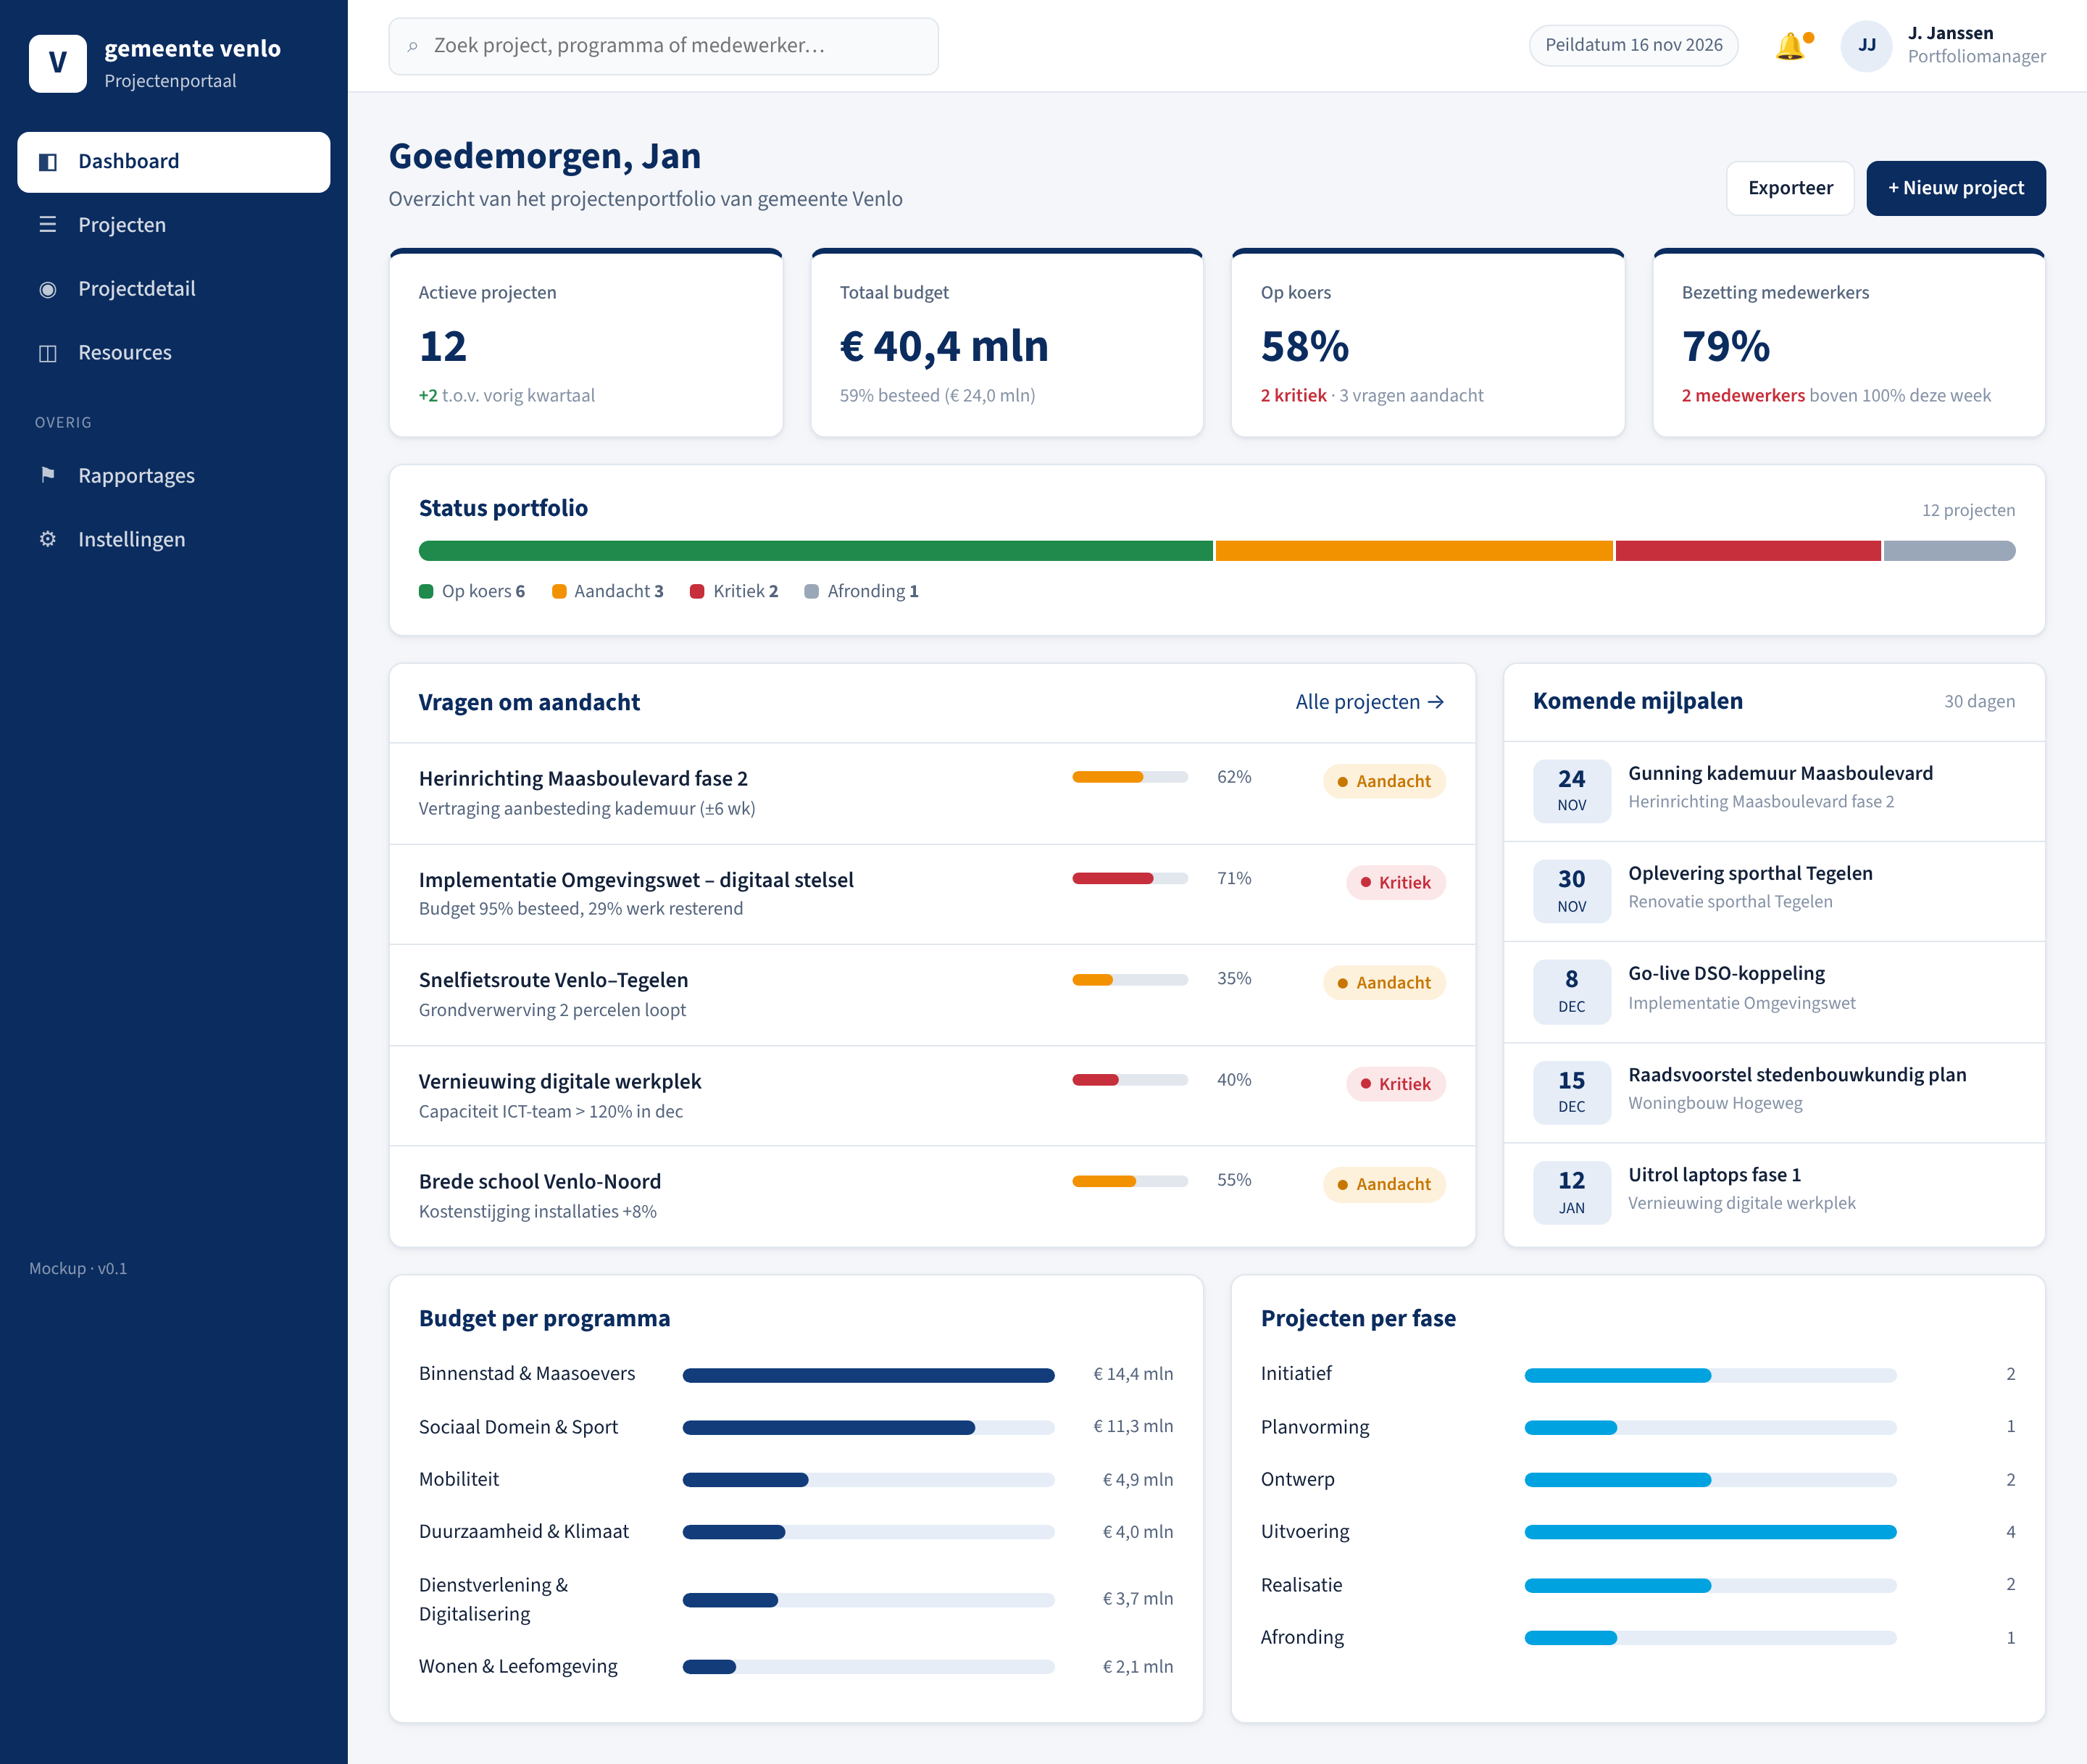 V
gemeente venlo
Projectenportaal
Dashboard
Projecten
Projectdetail
Resources
OVERIG
Rapportages
Instellingen
Mockup · v0.1
Zoek project, programma of medewerker…
Peildatum 16 nov 2026
JJ
J. Janssen
Portfoliomanager
Goedemorgen, Jan
Overzicht van het projectenportfolio van gemeente Venlo
Exporteer
+ Nieuw project
Actieve projecten
12
+2 t.o.v. vorig kwartaal
Totaal budget
€ 40,4 mln
59% besteed (€ 24,0 mln)
Op koers
58%
2 kritiek · 3 vragen aandacht
Bezetting medewerkers
79%
2 medewerkers boven 100% deze week
Status portfolio
12 projecten
Op koers 6
Aandacht 3
Kritiek 2
Afronding 1
Vragen om aandacht
Alle projecten →
Herinrichting Maasboulevard fase 2
Vertraging aanbesteding kademuur (±6 wk)
62%
Aandacht
Implementatie Omgevingswet – digitaal stelsel
Budget 95% besteed, 29% werk resterend
71%
Kritiek
Snelfietsroute Venlo–Tegelen
Grondverwerving 2 percelen loopt
35%
Aandacht
Vernieuwing digitale werkplek
Capaciteit ICT-team > 120% in dec
40%
Kritiek
Brede school Venlo-Noord
Kostenstijging installaties +8%
55%
Aandacht
Komende mijlpalen
30 dagen
24
NOV
Gunning kademuur Maasboulevard
Herinrichting Maasboulevard fase 2
30
NOV
Oplevering sporthal Tegelen
Renovatie sporthal Tegelen
8
DEC
Go-live DSO-koppeling
Implementatie Omgevingswet
15
DEC
Raadsvoorstel stedenbouwkundig plan
Woningbouw Hogeweg
12
JAN
Uitrol laptops fase 1
Vernieuwing digitale werkplek
Budget per programma
Binnenstad & Maasoevers
€ 14,4 mln
Sociaal Domein & Sport
€ 11,3 mln
Mobiliteit
€ 4,9 mln
Duurzaamheid & Klimaat
€ 4,0 mln
Dienstverlening &
Digitalisering
€ 3,7 mln
Wonen & Leefomgeving
€ 2,1 mln
Projecten per fase
Initiatief
2
Planvorming
1
Ontwerp
2
Uitvoering
4
Realisatie
2
Afronding
1